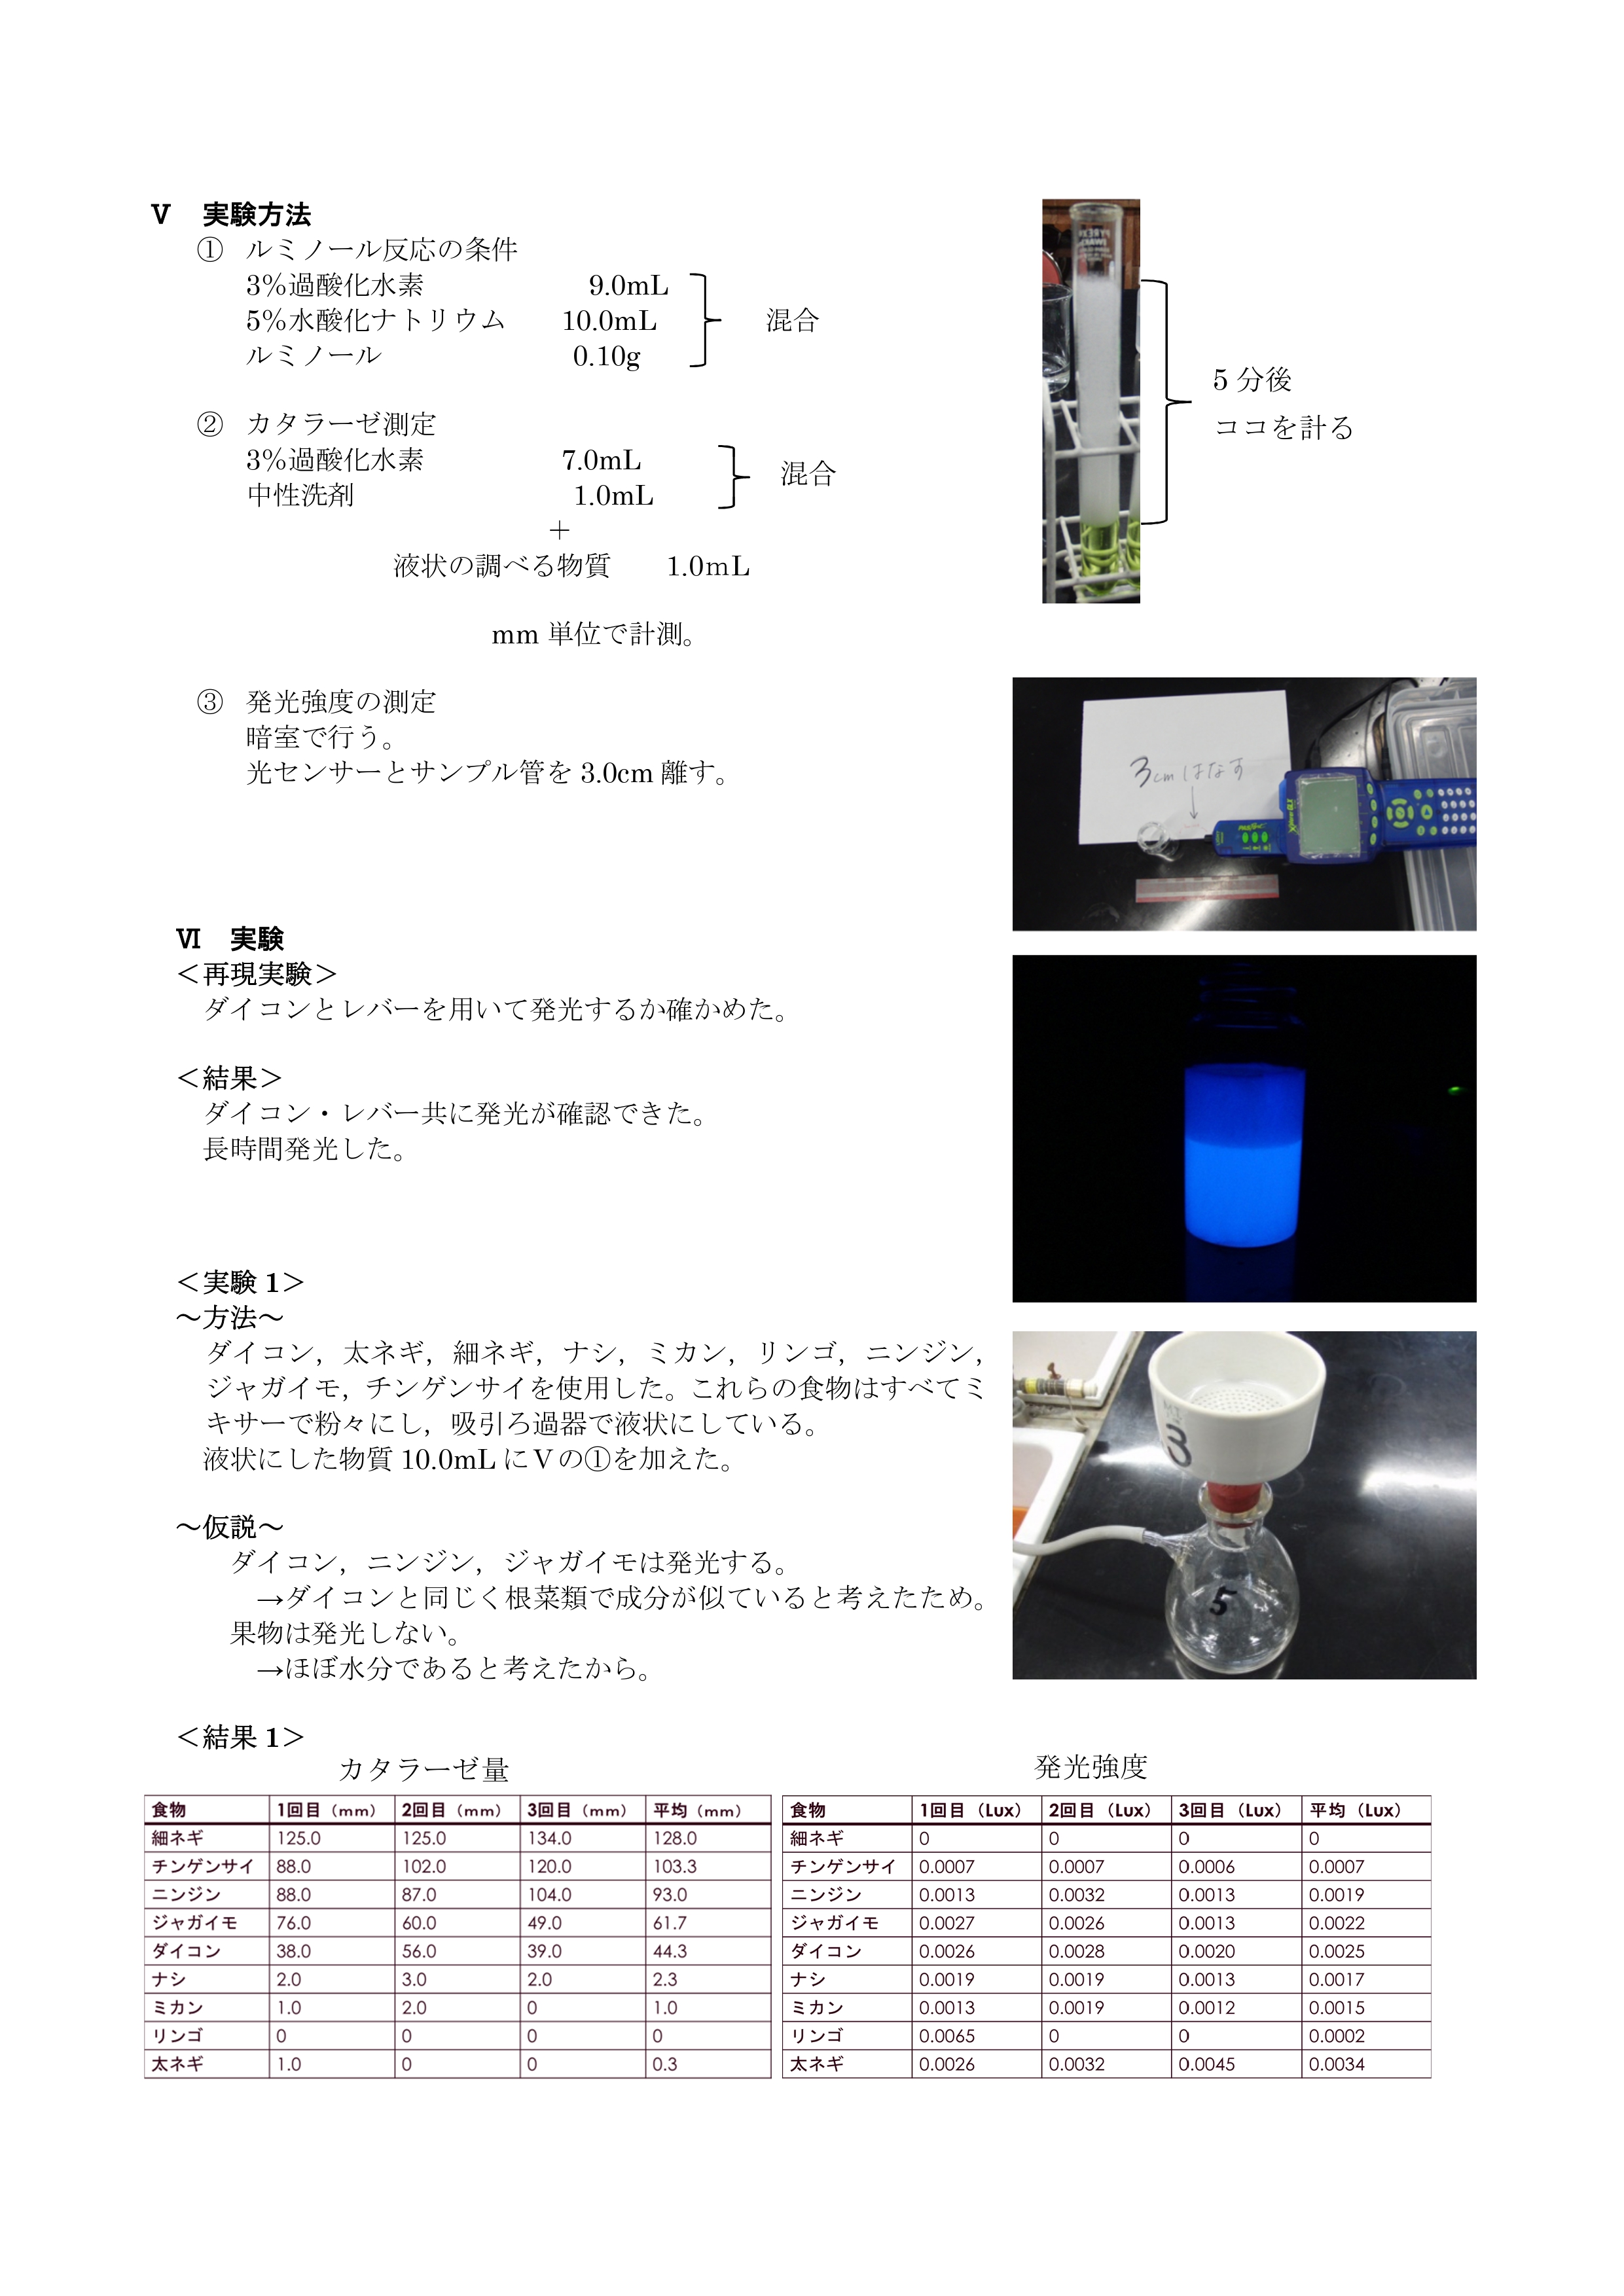 Ⅴ 実験方法
① ルミノール反応の条件
3%過酸化水素 9.0mL
5%水酸化ナトリウム 10.0mL 混合
ルミノール 0.10g
② カタラーゼ測定
3%過酸化水素 7.0mL
中性洗剤 1.0mL
混合
+
液状の調べる物質 1.0mL
mm 単位で計測。
5 分後
ココを計る
③ 発光強度の測定
暗室で行う。
光センサーとサンプル管を 3.0cm 離す。
3cmはなす
Ⅵ 実験
<再現実験>
ダイコンとレバーを用いて発光するか確かめた。
<結果>
ダイコン・レバー共に発光が確認できた。
長時間発光した。
<実験 1>
~方法~
ダイコン,太ネギ,細ネギ,ナシ,ミカン,リンゴ,ニンジン,
ジャガイモ,チンゲンサイを使用した。これらの食物はすべてミ
キサーで粉々にし,吸引ろ過器で液状にしている。
液状にした物質 10.0mL にⅤの①を加えた。
3
5
~仮説~
ダイコン,ニンジン,ジャガイモは発光する。
→ダイコンと同じく根菜類で成分が似ていると考えたため。
果物は発光しない。
→ほぼ水分であると考えたから。
<結果 1>
カタラーゼ量
食物 1回目(mm) 2回目(mm) 3回目(mm) 平均(mm)
細ネギ 125.0 125.0 134.0 128.0
チンゲンサイ 88.0 102.0 120.0 103.3
ニンジン 88.0 87.0 104.0 93.0
ジャガイモ 76.0 60.0 49.0 61.7
ダイコン 38.0 56.0 39.0 44.3
ナシ 2.0 3.0 2.0 2.3
ミカン 1.0 2.0 0 1.0
リンゴ 0 0 0 0
太ネギ 1.0 0 0 0.3
発光強度
食物 1回目(Lux) 2回目(Lux) 3回目(Lux) 平均(Lux)
細ネギ 0 0 0 0
チンゲンサイ 0.0007 0.0007 0.0006 0.0007
ニンジン 0.0013 0.0032 0.0013 0.0019
ジャガイモ 0.0027 0.0026 0.0013 0.0022
ダイコン 0.0026 0.0028 0.0020 0.0025
ナシ 0.0019 0.0019 0.0013 0.0017
ミカン 0.0013 0.0019 0.0012 0.0015
リンゴ 0.0065 0 0 0.0002
太ネギ 0.0026 0.0032 0.0045 0.0034